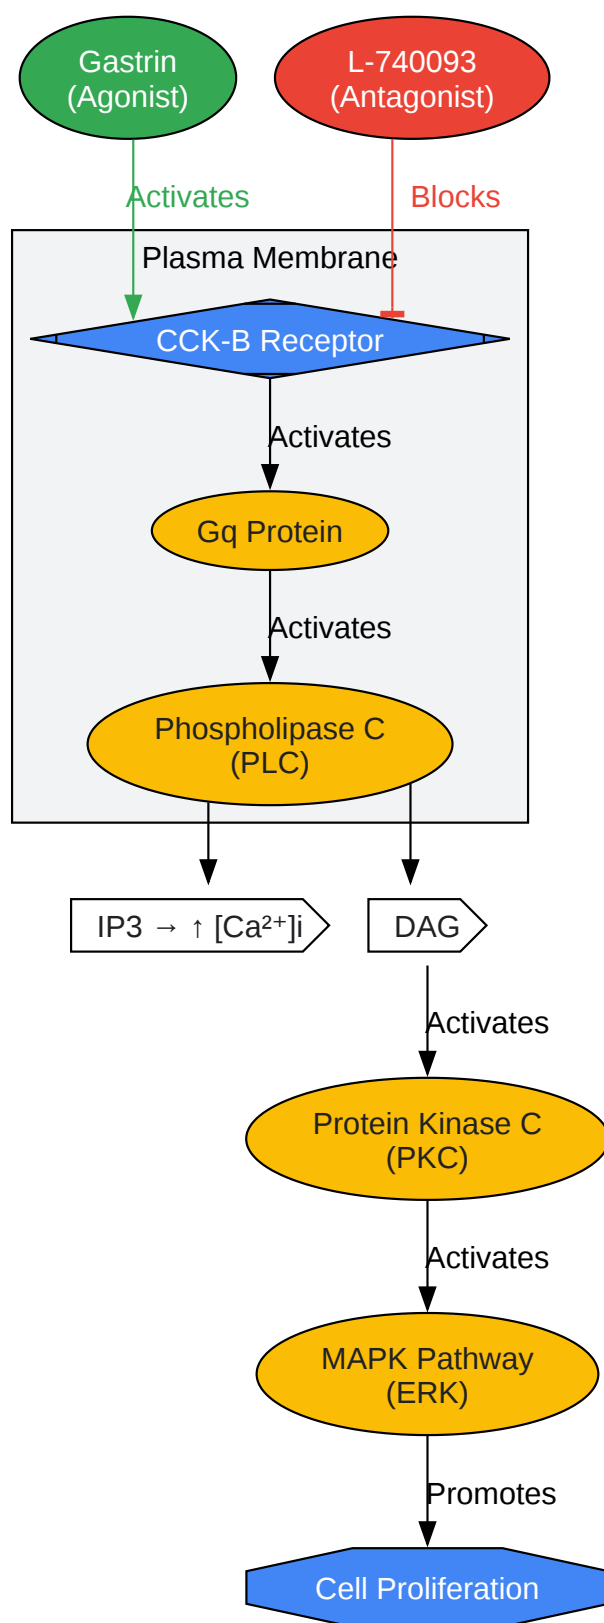 Gastrin
(Agonist)
L-740093
(Antagonist)
Activates
Blocks
Plasma Membrane
CCK-B Receptor
Activates
Gq Protein
Activates
Phospholipase C
(PLC)
IP3 → ↑ [Ca²⁺]i
DAG
Activates
Protein Kinase C
(PKC)
Activates
MAPK Pathway
(ERK)
Promotes
Cell Proliferation